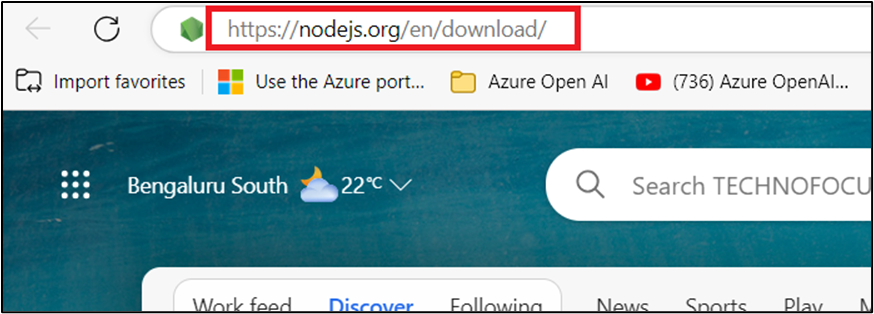 https://nodejs.org/en/download/
Import favorites Use the Azure port... Azure Open AI (736) Azure OpenAI...
Bengaluru South 22°C Search TECHNOFOCU
Work feed Discover Following News Sports Play